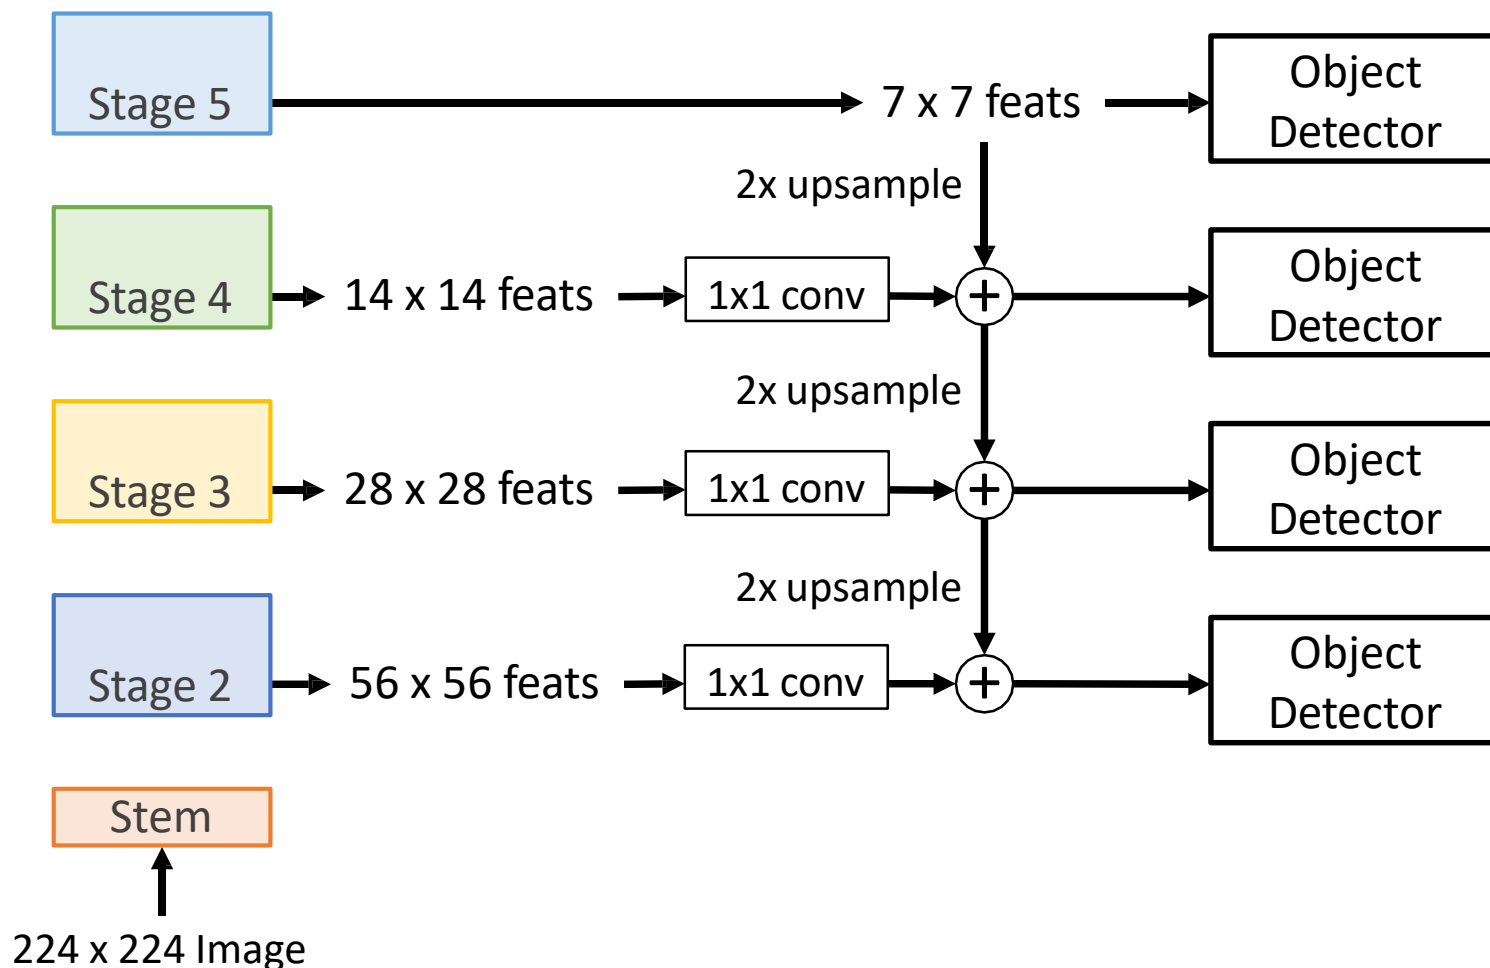 Stage 5
7 x 7 feats
Object
Detector
2x upsample
Stage 4
14 x 14 feats
1x1 conv
+
Object
Detector
2x upsample
Stage 3
28 x 28 feats
1x1 conv
+
Object
Detector
2x upsample
Stage 2
56 x 56 feats
1x1 conv
+
Object
Detector
Stem
224 x 224 Image